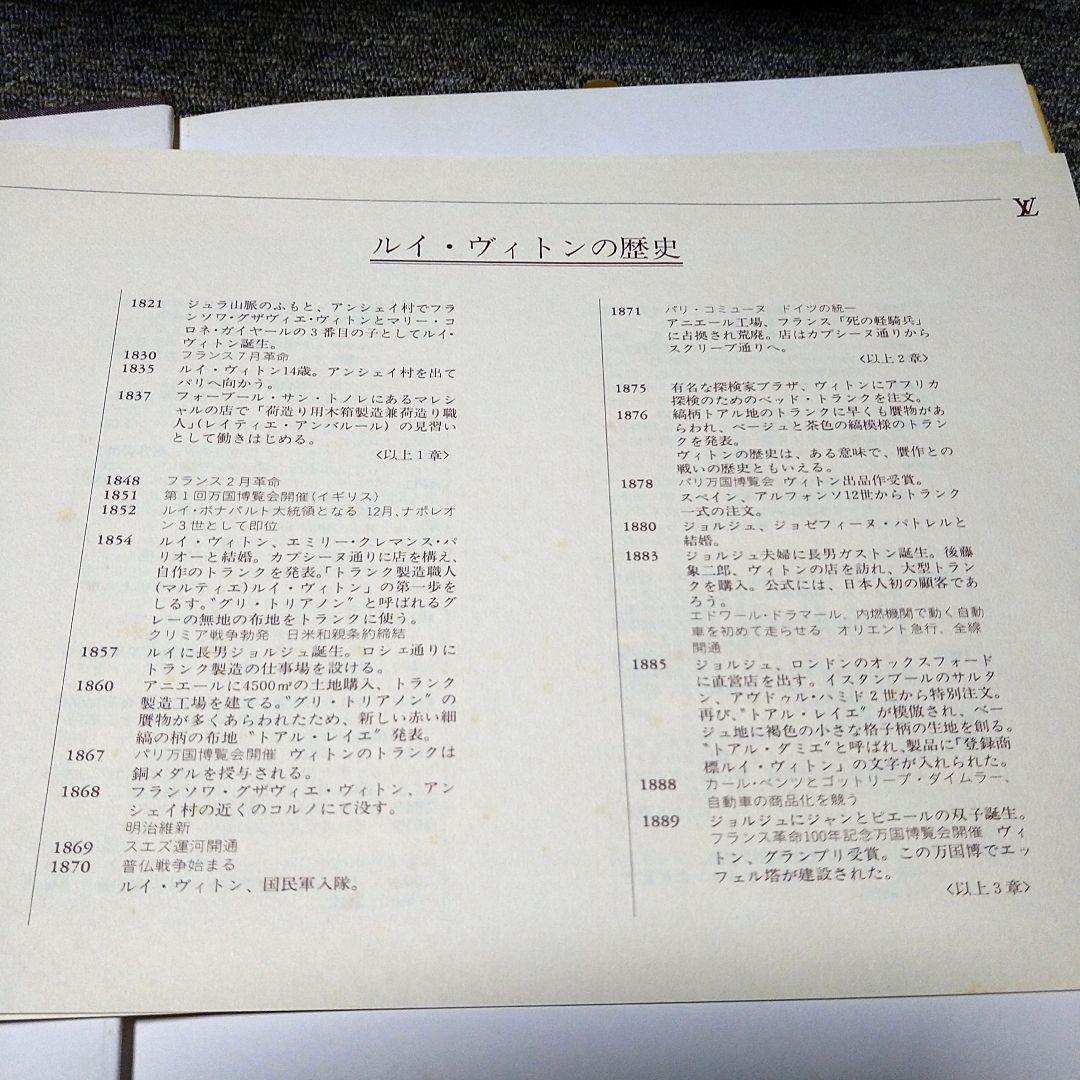 LV
ルイ・ヴィトンの歴史
1821 ジュラ山脈のふもと、アンシェイ村でフラ
ンソワ・グザヴィエ・ヴィトンとマリー・コ
ロネ・ガイヤールの3番目の子としてルイ・
ヴィトン誕生。
1830 フランス7月革命
1835 ルイ・ヴィトン14歳。アンシェイ村を出て
パリへ向かう。
1837 フォーブール・サン・トノレにあるマレシ
ャルの店で「荷造り用木箱製造兼荷造り職
人」(レイティエ・アンバルール) の見習い
として働きはじめる。
〈以上1章〉
1848 フランス2月革命
1851 第1回万国博覧会開催(イギリス)
1852 ルイ・ボナパルト大統領となる 12月、ナポレオ
ン3世として即位
1854 ルイ・ヴィトン、エミリー・クレマンス・パ
リオーと結婚。カプシーヌ通りに店を構え、
自作のトランクを発表。「トランク製造職人
(マルティエ)ルイ・ヴィトン」の第一歩を
しるす。〝グリ・トリアノン〟と呼ばれるグ
レーの無地の布地をトランクに使う。
クリミア戦争勃発 日米和親条約締結
1857 ルイに長男ジョルジュ誕生。ロシェ通りに
トランク製造の仕事場を設ける。
1860 アニエールに4500㎡の土地購入、トランク
製造工場を建てる。〝グリ・トリアノン〟の
贋物が多くあらわれたため、新しい赤い細
縞の柄の布地〝トアル・レイエ〟発表。
1867 パリ万国博覧会開催 ヴィトンのトランクは
銅メダルを授与される。
1868 フランソワ・グザヴィエ・ヴィトン、アン
シェイ村の近くのコルノにて没す。
明治維新
1869 スエズ運河開通
1870 普仏戦争始まる
ルイ・ヴィトン、国民軍入隊。
1871 パリ・コミューヌ ドイツの統一
アニエール工場、フランス「死の軽騎兵」
に占拠され荒廃。店はカプシーヌ通りから
スクリーブ通りへ。
〈以上2章〉
1875 有名な探検家ブラザ、ヴィトンにアフリカ
探検のためのベッド・トランクを注文。
1876 縞柄トアル地のトランクに早くも贋物があ
らわれ、ベージュと茶色の縞模様のトラン
クを発表。
ヴィトンの歴史は、ある意味で、贋作との
戦いの歴史ともいえる。
1878 パリ万国博覧会 ヴィトン出品作受賞。
スペイン、アルフォンソ12世からトランク
一式の注文。
1880 ジョルジュ、ジョゼフィーヌ・パトレルと
結婚。
1883 ジョルジュ夫婦に長男ガストン誕生。後藤
象二郎、ヴィトンの店を訪れ、大型トラン
クを購入。公式には、日本人初の顧客であ
ろう。
エドワール・ドラマール、内燃機関で動く自動
車を初めて走らせる オリエント急行、全線
開通
1885 ジョルジュ、ロンドンのオックスフォード
に直営店を出す。イスタンブールのサルタ
ン、アヴドゥル・ハミド2世から特別注文。
再び、〝トアル・レイエ〟が模倣され、ベー
ジュ地に褐色の小さな格子柄の生地を創る。
〝トアル・ダミエ〟と呼ばれ、製品に「登録商
標ルイ・ヴィトン」の文字が入れられた。
1888 カール・ベンツとゴットリープ・ダイムラー、
自動車の商品化を競う
1889 ジョルジュにジャンとピエールの双子誕生。
フランス革命100年記念万国博覧会開催 ヴィ
トン、グランプリ受賞。この万国博でエッ
フェル塔が建設された。
〈以上3章〉